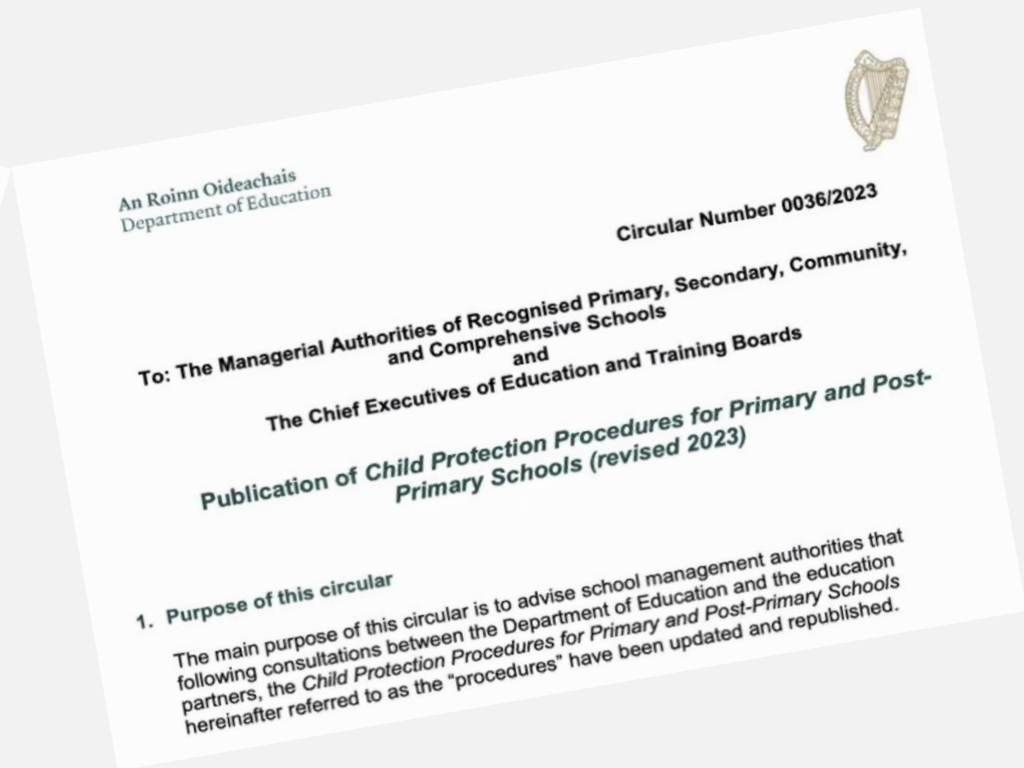 An Roinn Oideachais
Department of Education
Circular Number 0036/2023
To: The Managerial Authorities of Recognised Primary, Secondary, Community,
and Comprehensive Schools
and
The Chief Executives of Education and Training Boards
Publication of Child Protection Procedures for Primary and Post-
Primary Schools (revised 2023)
1. Purpose of this circular
The main purpose of this circular is to advise school management authorities that
following consultations between the Department of Education and the education
partners, the Child Protection Procedures for Primary and Post-Primary Schools
hereinafter referred to as the “procedures” have been updated and republished.